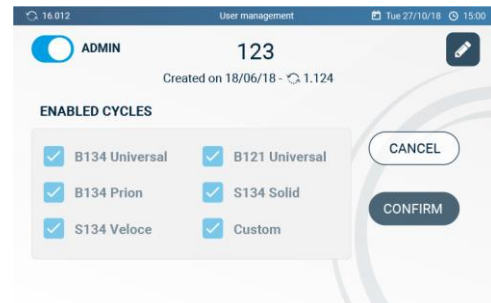 16.012 User management Tue 27/10/18 15:00
ADMIN 123
Created on 18/06/18 - 1.124
ENABLED CYCLES
B134 Universal B121 Universal
CANCEL
B134 Prion S134 Solid
CONFIRM
S134 Veloce Custom